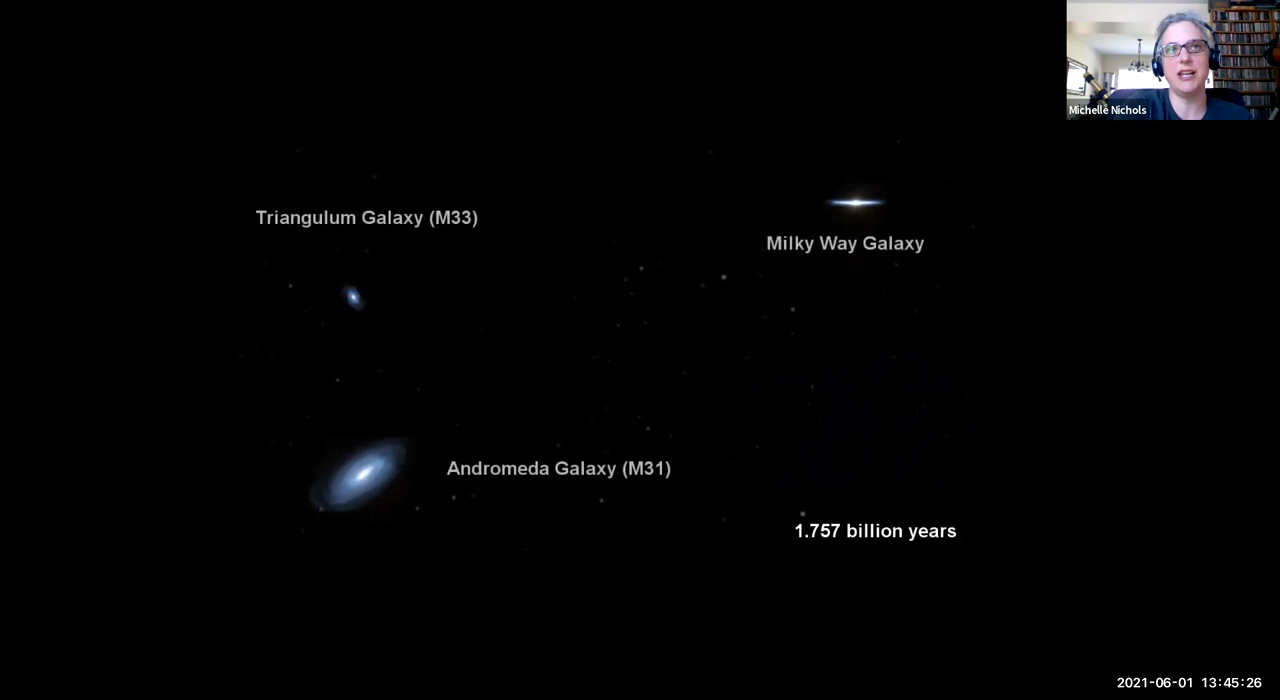 Michelle Nichols
Triangulum Galaxy (M33)
Milky Way Galaxy
Andromeda Galaxy (M31)
1.757 billion years
2021-06-01 13:45:26